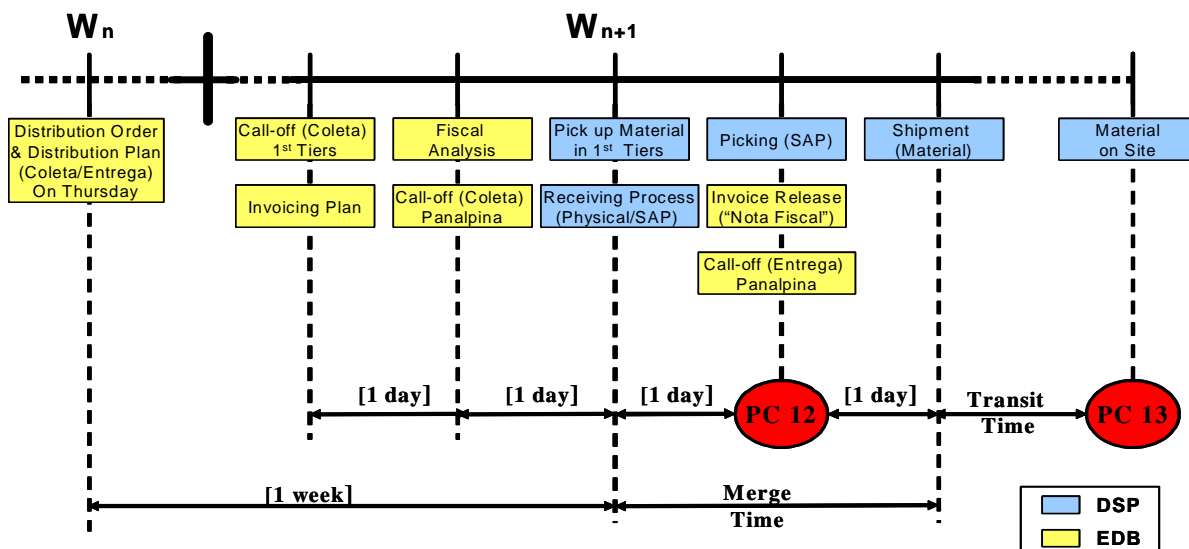 Wn
Wn+1
Distribution Order
& Distribution Plan
(Coleta/Entrega)
On Thursday
Call-off (Coleta)
1st Tiers
Fiscal
Analysis
Pick up Material
in 1st Tiers
Picking (SAP)
Shipment
(Material)
Material
on Site
Invoicing Plan
Call-off (Coleta)
Panalpina
Receiving Process
(Physical/SAP)
Invoice Release
(“Nota Fiscal”)
Call-off (Entrega)
Panalpina
[1 day]
[1 day]
[1 day]
PC 12
[1 day]
Transit
Time
PC 13
[1 week]
Merge
Time
DSP
EDB